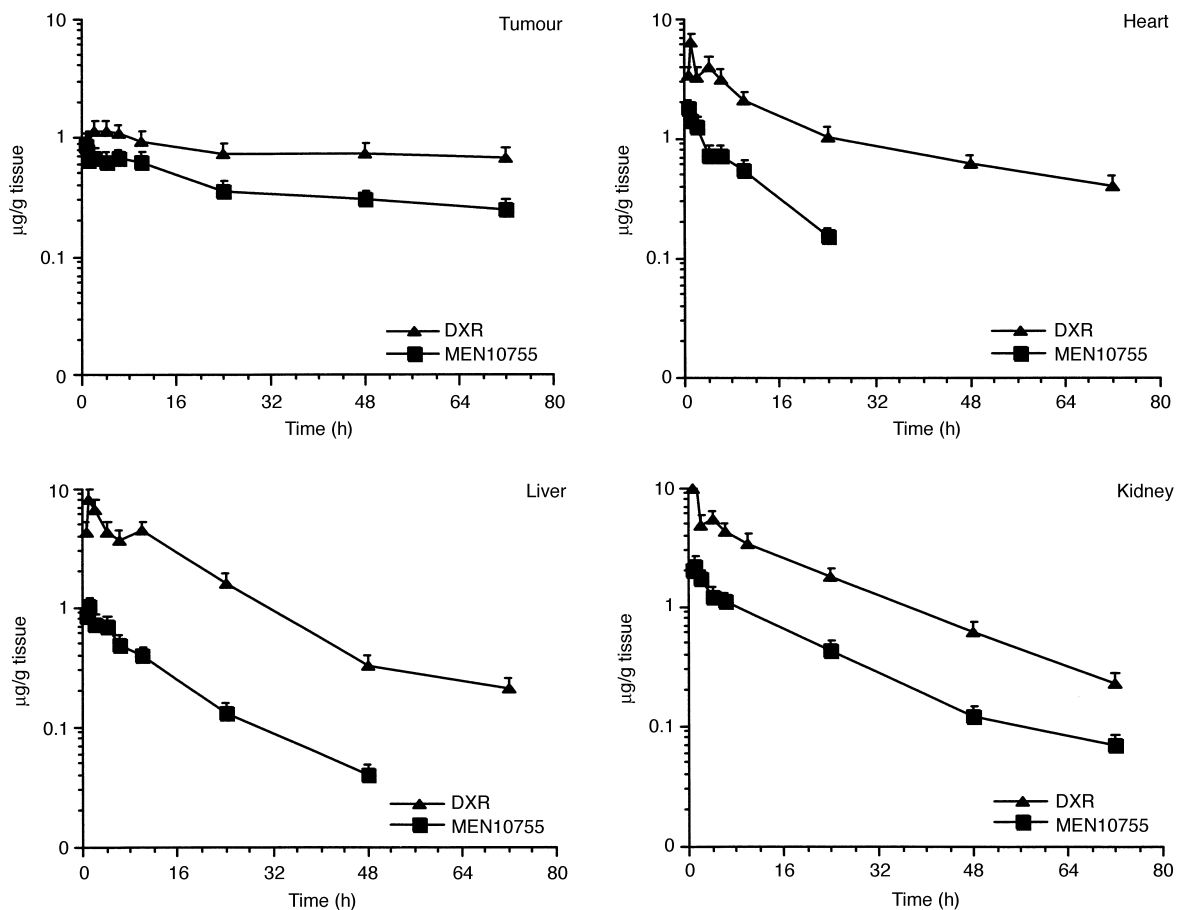 Tumour
10
1
0.1
0
µg/g tissue
DXR
MEN10755
0 16 32 48 64 80
Time (h)
Heart
10
1
0.1
0
µg/g tissue
DXR
MEN10755
0 16 32 48 64 80
Time (h)
Liver
10
1
0.1
0
µg/g tissue
DXR
MEN10755
0 16 32 48 64 80
Time (h)
Kidney
10
1
0.1
0
µg/g tissue
DXR
MEN10755
0 16 32 48 64 80
Time (h)